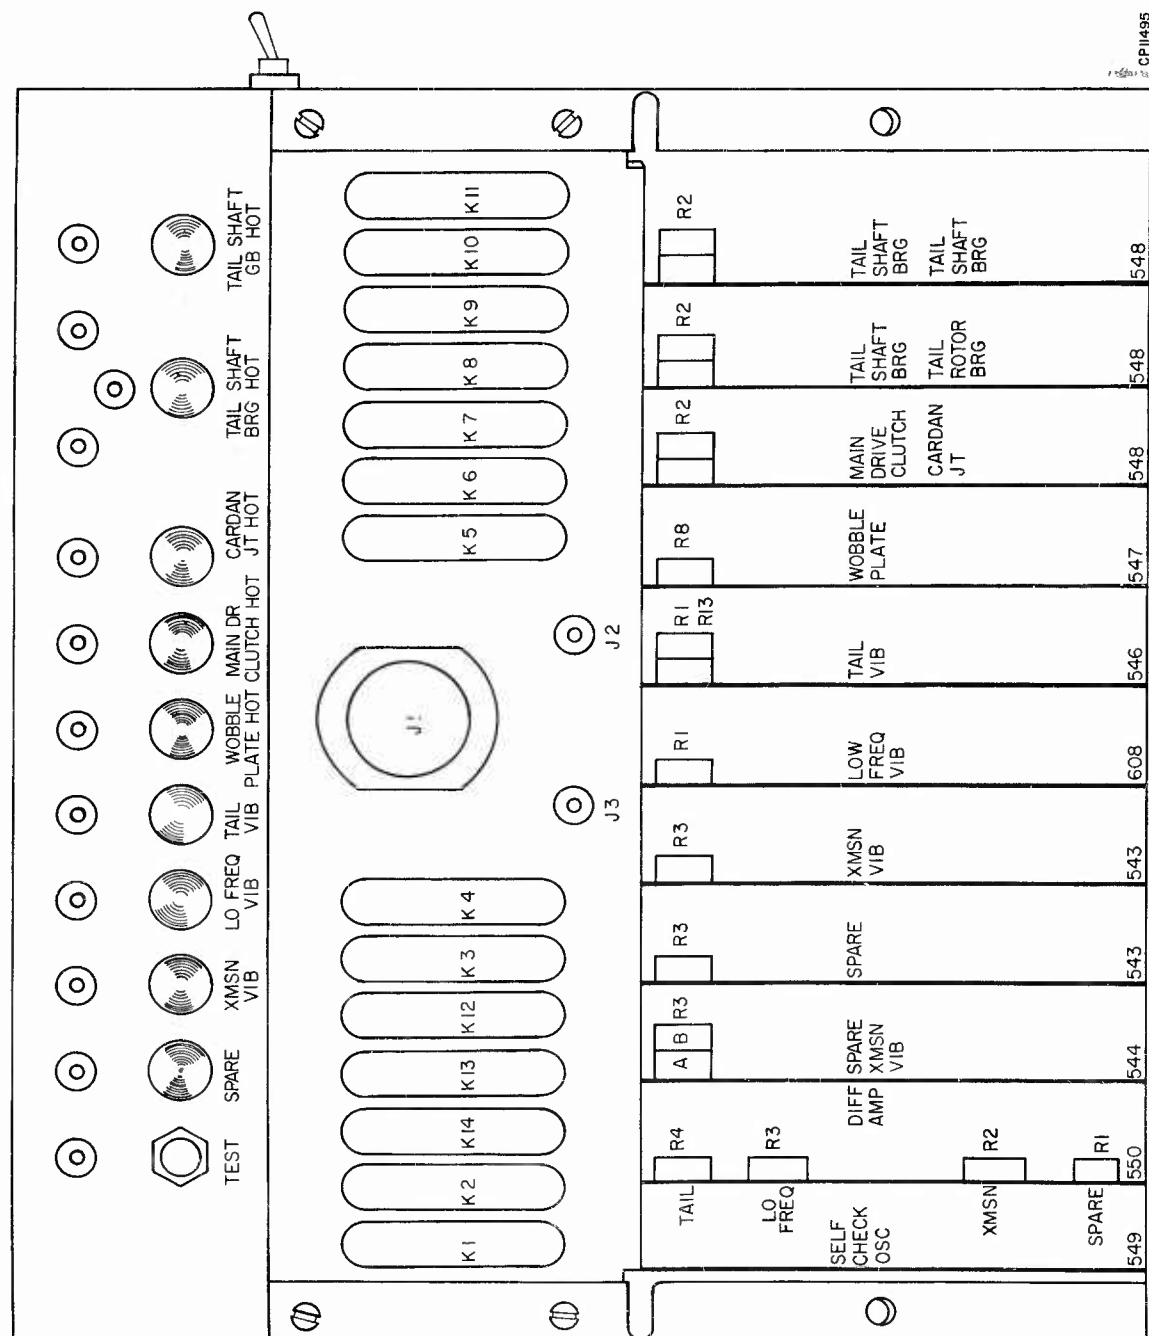 TEST
SPARE
XMSN
VIB
LO FREQ
VIB
TAIL
VIB
WOBBLE
PLATE HOT
MAIN DR
CLUTCH HOT
CARDAN
JT HOT
TAIL SHAFT
BRG HOT
TAIL SHAFT
GB HOT
K1
K2
K14
K13
K12
K3
K4
J1
K5
K6
K7
K8
K9
K10
K11
J3
J2
TAIL
R4
LO
FREQ
R3
SELF
CHECK
OSC
XMSN
R2
SPARE
R1
549
DIFF
AMP
550
A B
R3
SPARE
XMSN
VIB
544
R3
SPARE
543
R3
XMSN
VIB
543
R1
LOW
FREQ
VIB
608
R1
R13
TAIL
VIB
546
R8
WOBBLE
PLATE
547
R2
MAIN
DRIVE
CLUTCH
CARDAN
JT
548
R2
TAIL
SHAFT
BRG
TAIL
ROTOR
BRG
548
R2
TAIL
SHAFT
BRG
TAIL
SHAFT
BRG
548
CP11495